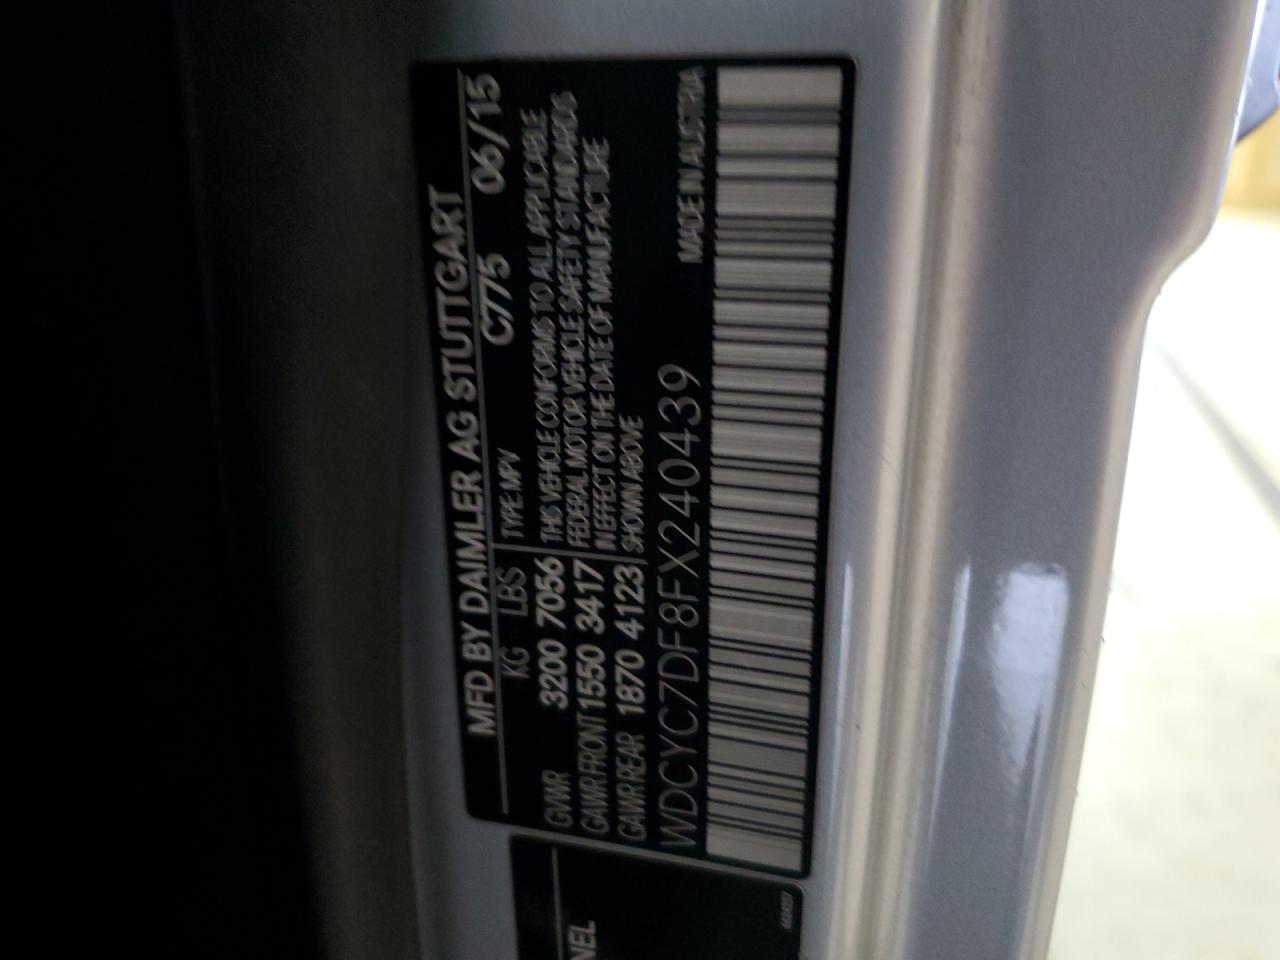 MFD BY DAIMLER AG STUTTGART
C775 06/15
KG LBS
GVWR 3200 7056
GAWR FRONT 1550 3417
GAWR REAR 1870 4123
TYPE: MPV
THIS VEHICLE CONFORMS TO ALL APPLICABLE
FEDERAL MOTOR VEHICLE SAFETY STANDARDS
IN EFFECT ON THE DATE OF MANUFACTURE
SHOWN ABOVE
WDCYC7DF8FX240439
MADE IN AUSTRIA
NEL